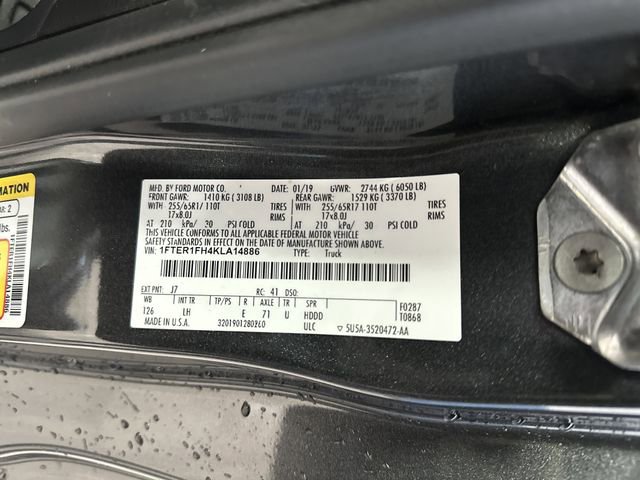 MFD. BY FORD MOTOR CO. DATE: 01/19 GVWR: 2744 KG ( 6050 LB)
FRONT GAWR: 1410 KG ( 3108 LB) REAR GAWR: 1529 KG ( 3370 LB)
WITH 255/65R17 110T TIRES WITH 255/65R17 110T TIRES
17x8.0J RIMS 17x8.0J RIMS
AT 210 kPa/ 30 PSI COLD AT 210 kPa/ 30 PSI COLD
THIS VEHICLE CONFORMS TO ALL APPLICABLE FEDERAL MOTOR VEHICLE
SAFETY STANDARDS IN EFFECT ON THE DATE OF MANUFACTURE SHOWN ABOVE.
VIN: 1FTER1FH4KLA14886 TYPE: Truck
EXT PNT: J7 RC: 41 DSO:
WB INT TR TP/PS R AXLE TR SPR F0287
126 LH E 71 U HDDD T0868
MADE IN U.S.A. 3201901280260 ULC ▽ 5U5A-3520472-AA
MATION
AB: 2
lbs.
1FTER1FH4KLA14886